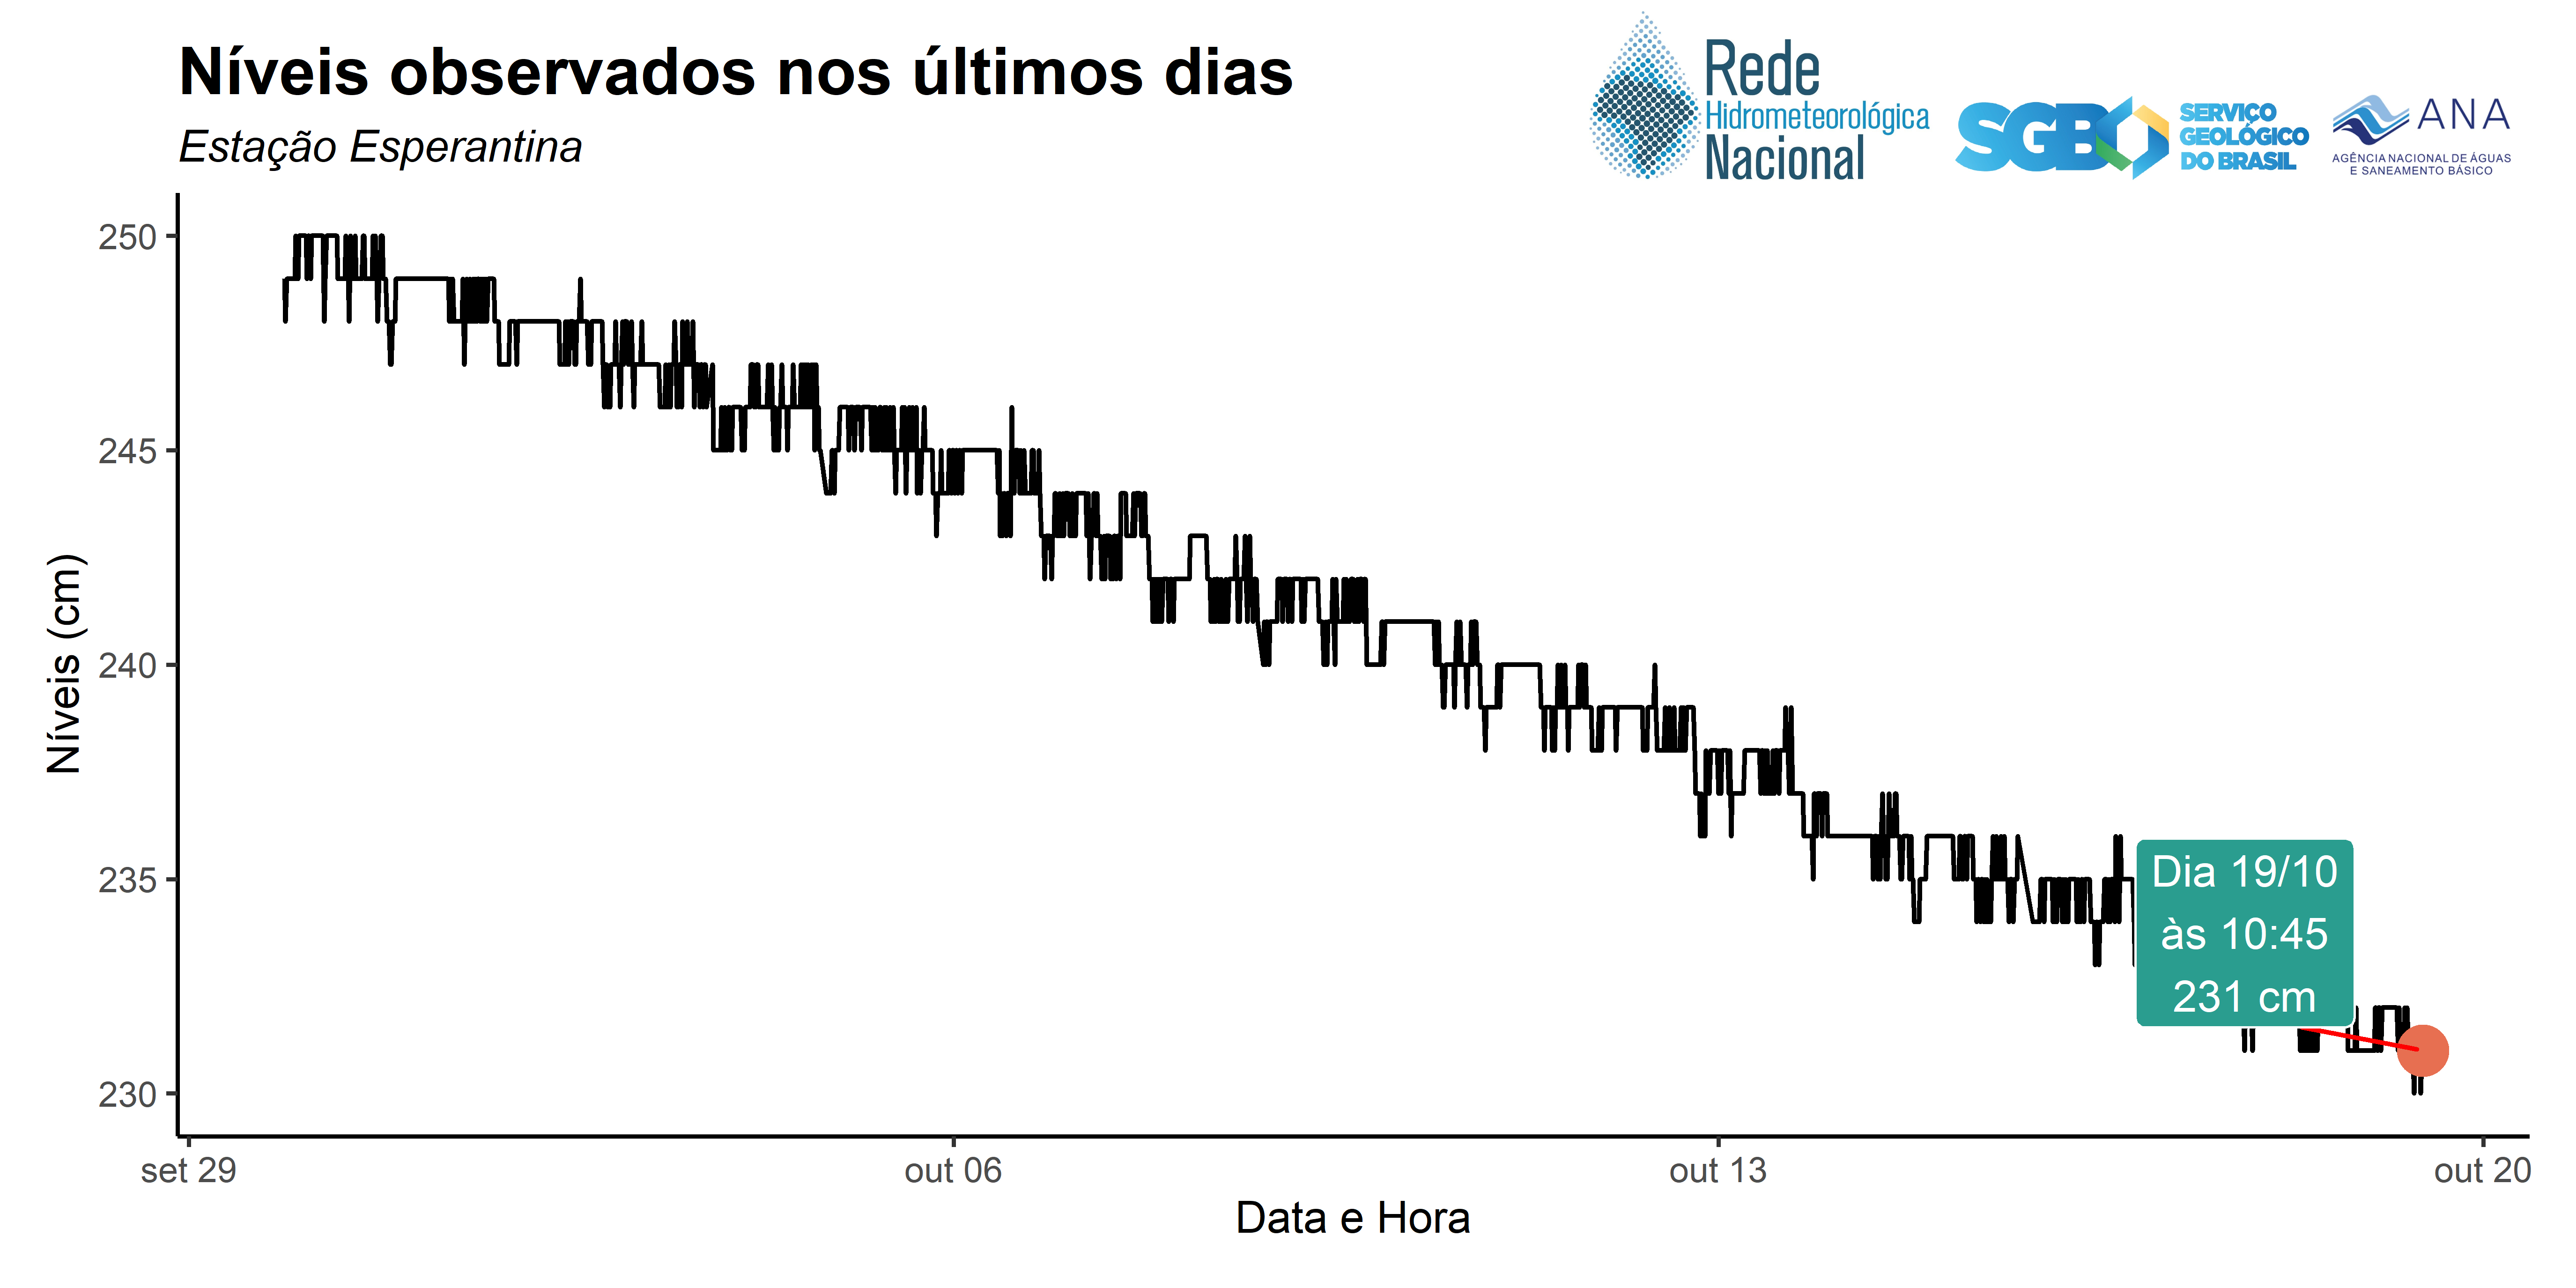 Níveis observados nos últimos dias
Estação Esperantina
Rede
Hidrometeorológica
Nacional
SGB
SERVIÇO
GEOLÓGICO
DO BRASIL
ANA
AGÊNCIA NACIONAL DE ÁGUAS
E SANEAMENTO BÁSICO
Níveis (cm)
250
245
240
235
230
Dia 19/10
às 10:45
231 cm
set 29
out 06
out 13
out 20
Data e Hora